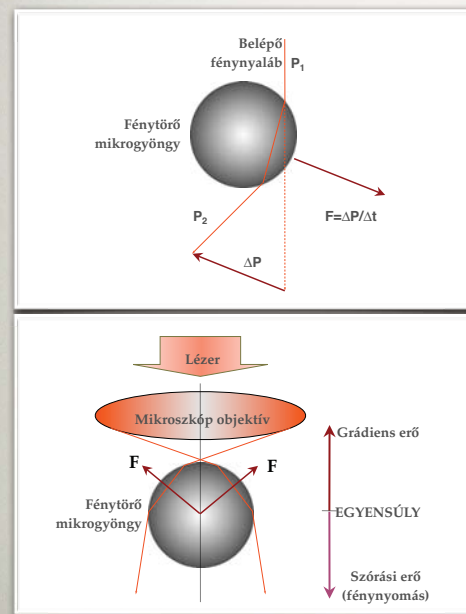 Belépő
fénynyaláb
P₁
Fénytörő
mikrogyöngy
P₂
F=ΔP/Δt
ΔP
Lézer
Mikroszkóp objektív
Grádiens erő
F
F
Fénytörő
mikrogyöngy
EGYENSÚLY
Szórási erő
(fénynyomás)